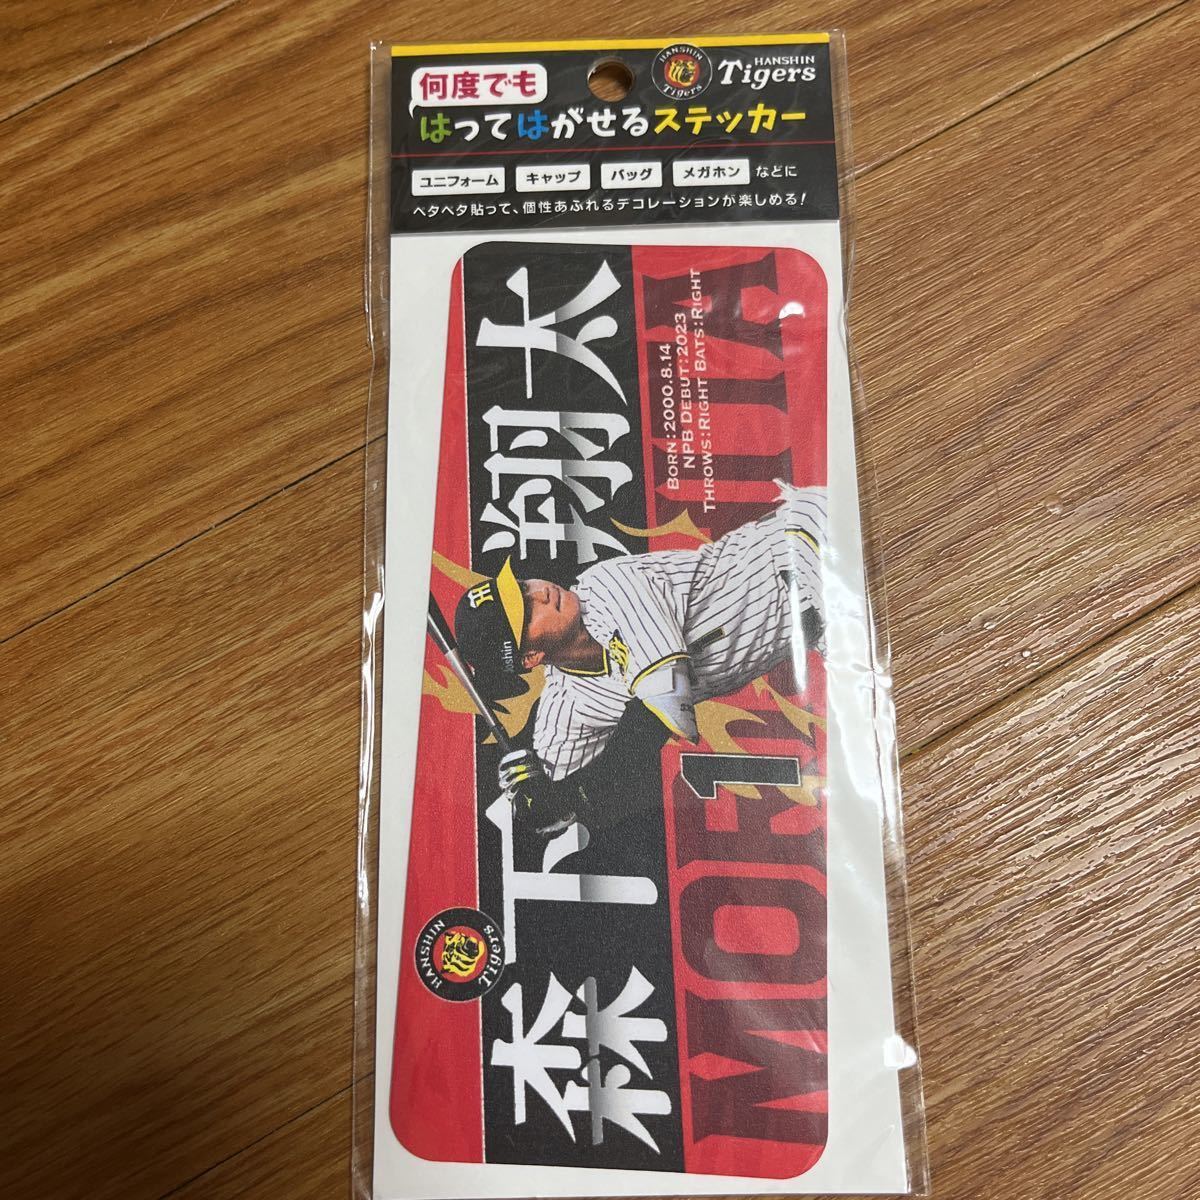 何度でも
はってはがせるステッカー
HANSHIN
Tigers
HANSHIN
Tigers
ユニフォーム キャップ バッグ メガホン などに
ペタペタ貼って、個性あふれるデコレーションが楽しめる!
森下翔太
BORN:2000.8.14
NPB DEBUT:2023
THROWS:RIGHT BATS:RIGHT
1
Joshin
HANSHIN
Tigers